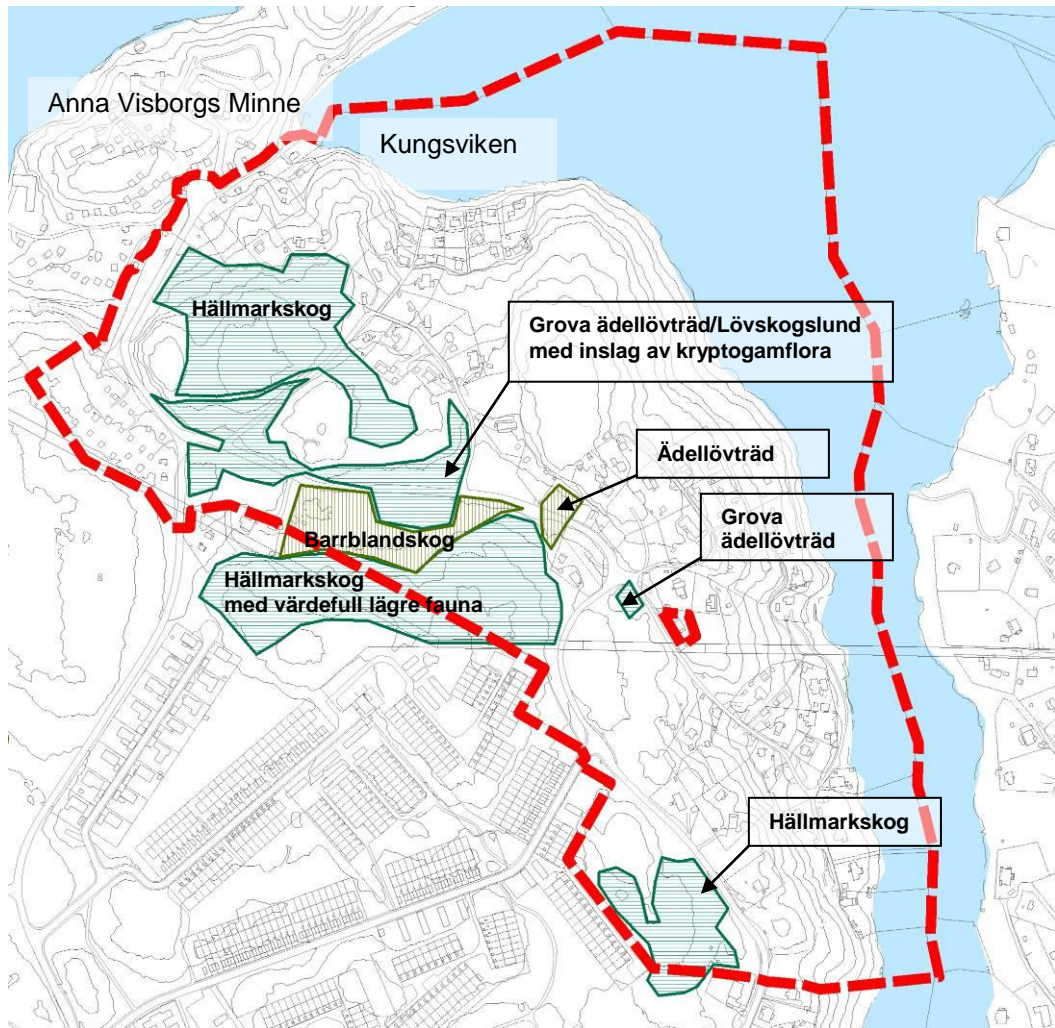 Anna Visborgs Minne
Kungsviken
Hällmarkskog
Grova ädellövträd/Lövskogslund
med inslag av kryptogamflora
Ädellövträd
Grova
ädellövträd
Barrblandskog
Hällmarkskog
med värdefull lägre fauna
Hällmarkskog